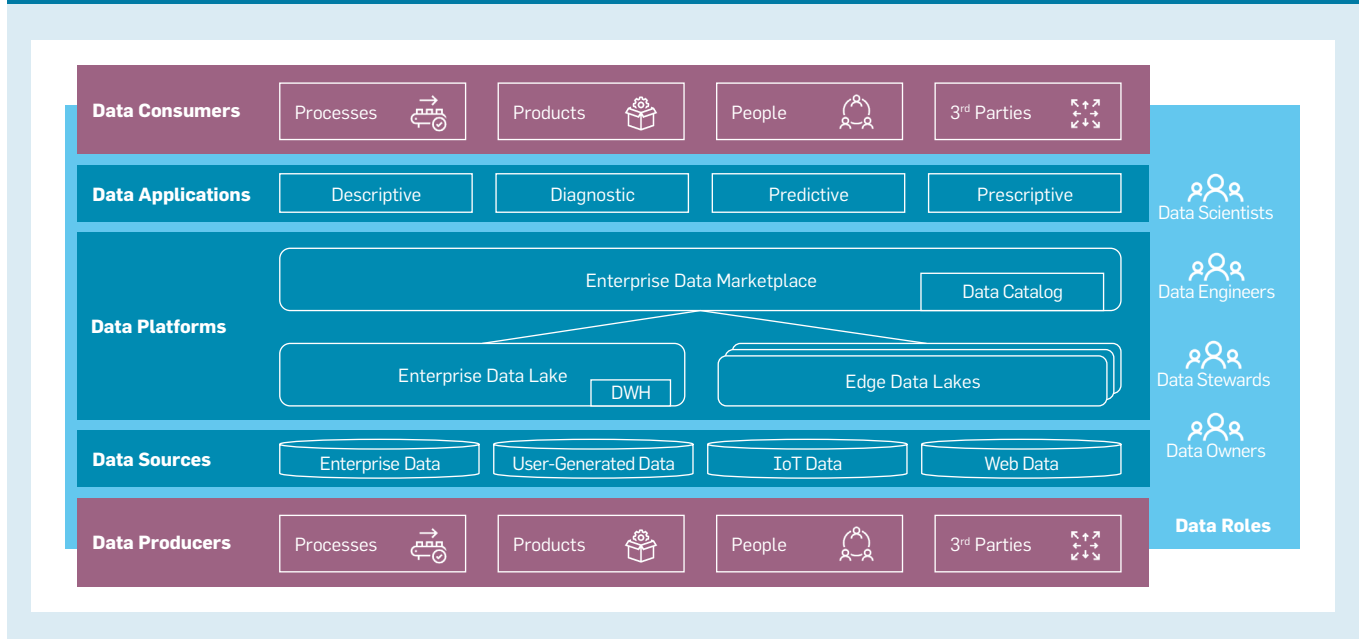 Data Consumers
Processes
Products
People
3rd Parties
Data Applications
Descriptive
Diagnostic
Predictive
Prescriptive
Data Scientists
Data Platforms
Enterprise Data Marketplace
Data Catalog
Data Engineers
Enterprise Data Lake
DWH
Edge Data Lakes
Data Stewards
Data Sources
Enterprise Data
User-Generated Data
IoT Data
Web Data
Data Owners
Data Producers
Processes
Products
People
3rd Parties
Data Roles